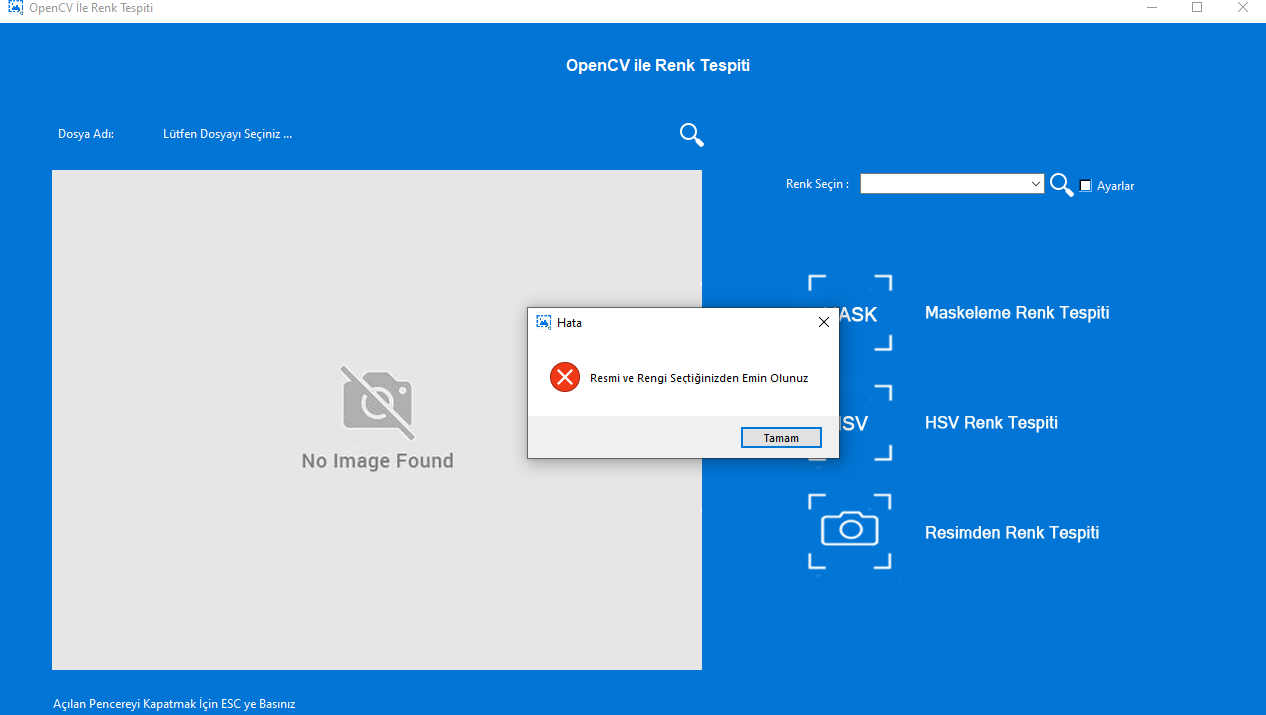 OpenCV İle Renk Tespiti
OpenCV ile Renk Tespiti
Dosya Adı:
Lütfen Dosyayı Seçiniz ...
Renk Seçin :
Ayarlar
No Image Found
Hata
Resmi ve Rengi Seçtiğinizden Emin Olunuz
Tamam
ASK
Maskeleme Renk Tespiti
SV
HSV Renk Tespiti
Resimden Renk Tespiti
Açılan Pencereyi Kapatmak İçin ESC ye Basınız